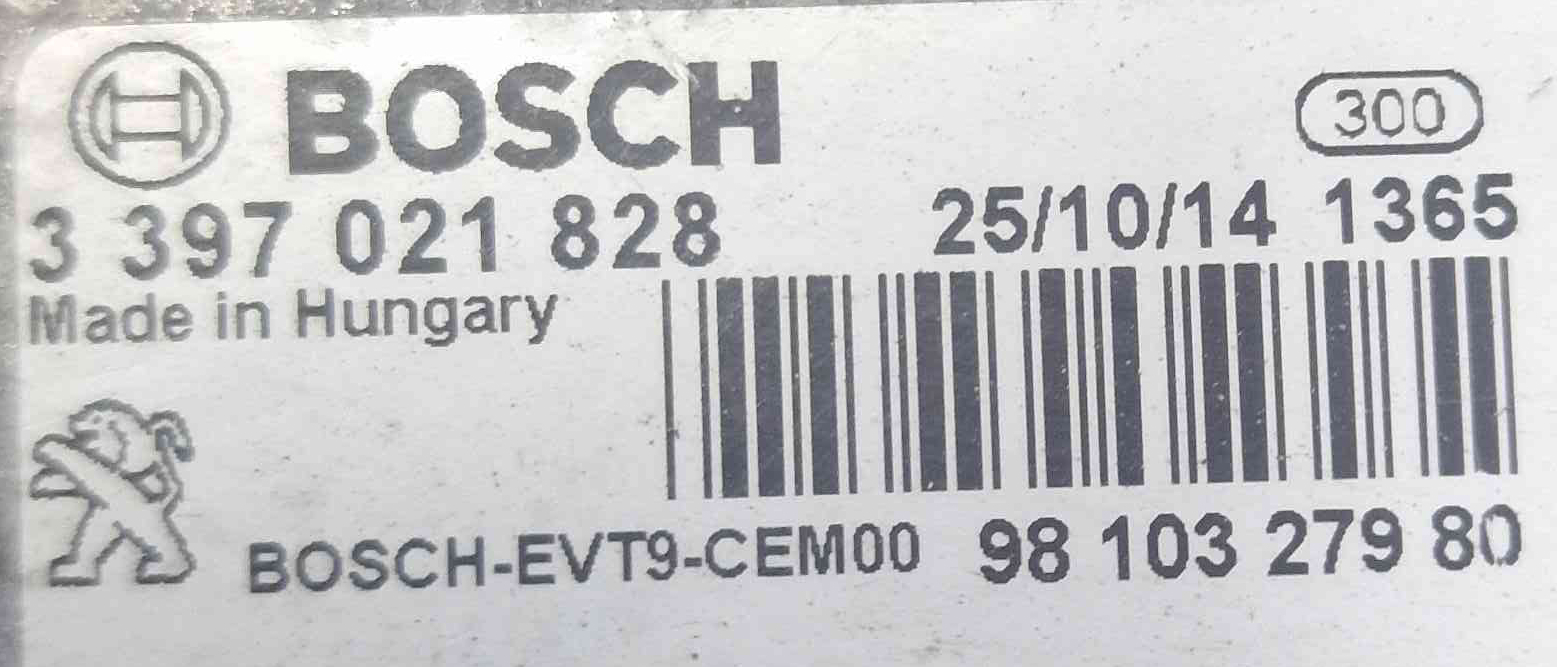 BOSCH
300
3 397 021 828
25/10/14 1365
Made in Hungary
BOSCH-EVT9-CEM00 98 103 279 80